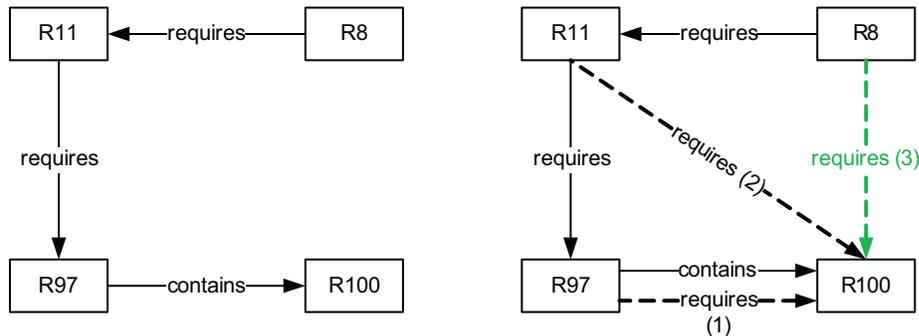 R11
requires
R8
requires
R97
contains
R100
R11
requires
R8
requires
requires (2)
requires (3)
R97
contains
requires
(1)
R100